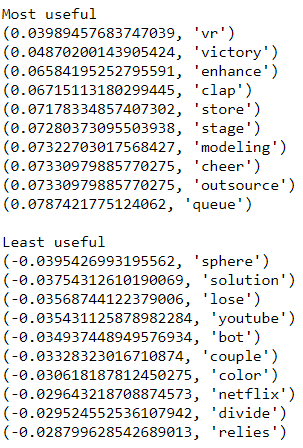 Most useful
(0.03989457683747039, 'vr')
(0.04870200143905424, 'victory')
(0.06584195252795591, 'enhance')
(0.06715113180299445, 'clap')
(0.07178334857407302, 'store')
(0.07280373095503938, 'stage')
(0.07322703017568427, 'modeling')
(0.07330979885770275, 'cheer')
(0.07330979885770275, 'outsource')
(0.0787421775124062, 'queue')
Least useful
(-0.0395426993195562, 'sphere')
(-0.03754312610190069, 'solution')
(-0.03568744122379006, 'lose')
(-0.035431125878982284, 'youtube')
(-0.034937448949576934, 'bot')
(-0.03328323016710874, 'couple')
(-0.030618187812450275, 'color')
(-0.029643218708874573, 'netflix')
(-0.029524552536107942, 'divide')
(-0.028799628542689013, 'relies')